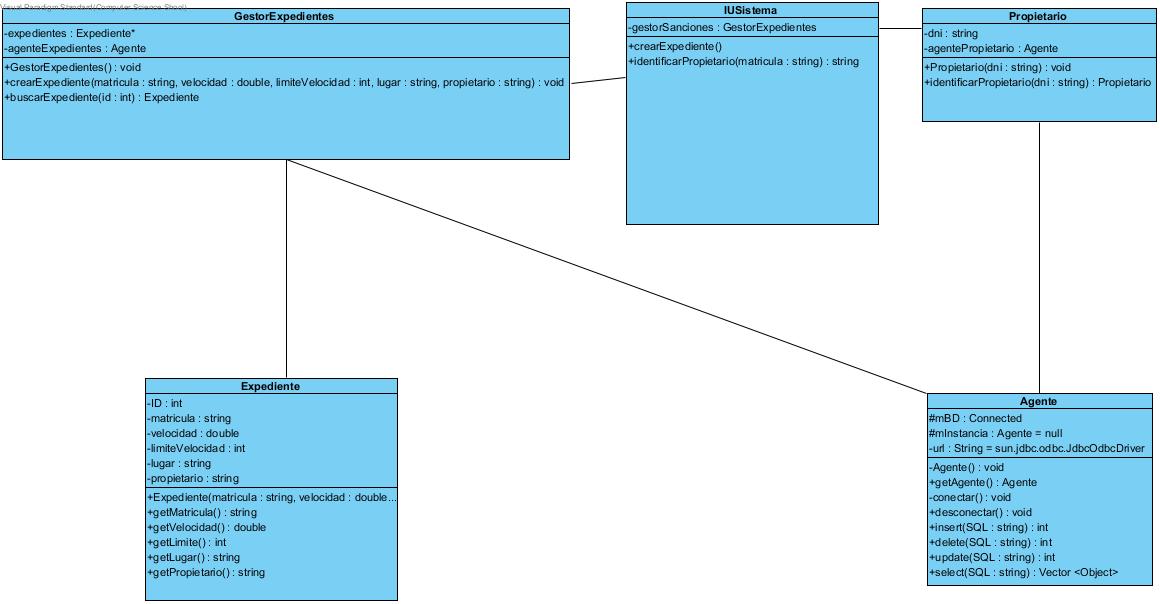 Visual Paradigm Standard(Computer Science Shool)
GestorExpedientes
-expedientes : Expediente*
-agenteExpedientes : Agente
+GestorExpedientes() : void
+crearExpediente(matricula : string, velocidad : double, limiteVelocidad : int, lugar : string, propietario : string) : void
+buscarExpediente(id : int) : Expediente
IUSistema
-gestorSanciones : GestorExpedientes
+crearExpediente()
+identificarPropietario(matricula : string) : string
Propietario
-dni : string
-agentePropietario : Agente
+Propietario(dni : string) : void
+identificarPropietario(dni : string) : Propietario
Expediente
-ID : int
-matricula : string
-velocidad : double
-limiteVelocidad : int
-lugar : string
-propietario : string
+Expediente(matricula : string, velocidad : double...
+getMatricula() : string
+getVelocidad() : double
+getLimite() : int
+getLugar() : string
+getPropietario() : string
Agente
#mBD : Connected
#mInstancia : Agente = null
-url : String = sun.jdbc.odbc.JdbcOdbcDriver
-Agente() : void
+getAgente() : Agente
-conectar() : void
+desconectar() : void
+insert(SQL : string) : int
+delete(SQL : string) : int
+update(SQL : string) : int
+select(SQL : string) : Vector <Object>